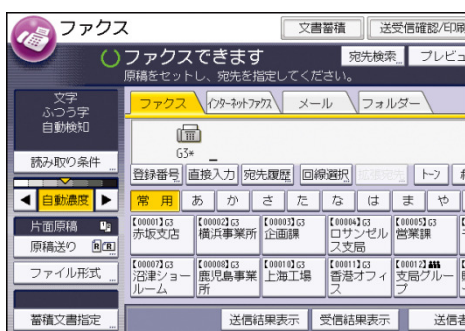 ファクス
文書蓄積
送受信確認/ED印刷
ファクスできます
原稿をセットし、宛先を指定してください。
宛先検索
プレビュ
文字
ふつう字
自動検知
読み取り条件
自動濃度
片面原稿
原稿送り
ファイル形式
蓄積文書指定
ファクス
インターネットファクス
メール
フォルダー
G3*
_
登録番号
直接入力
宛先履歴
回線選択
トーン
常用
あ
か
さ
た
な
は
ま
や
【00001】G3
赤坂支店
【00002】G3
横浜事業所
【00003】G3
企画課
【00004】G3
ロサンゼルス支局
【00005】G3
営業課
【00007】G3
沼津ショールーム
【00008】G3
鹿児島事業所
【00010】G3
上海工場
【00011】G3
香港オフィス
【00012】
支局グループ
送信結果表示
受信結果表示
送信